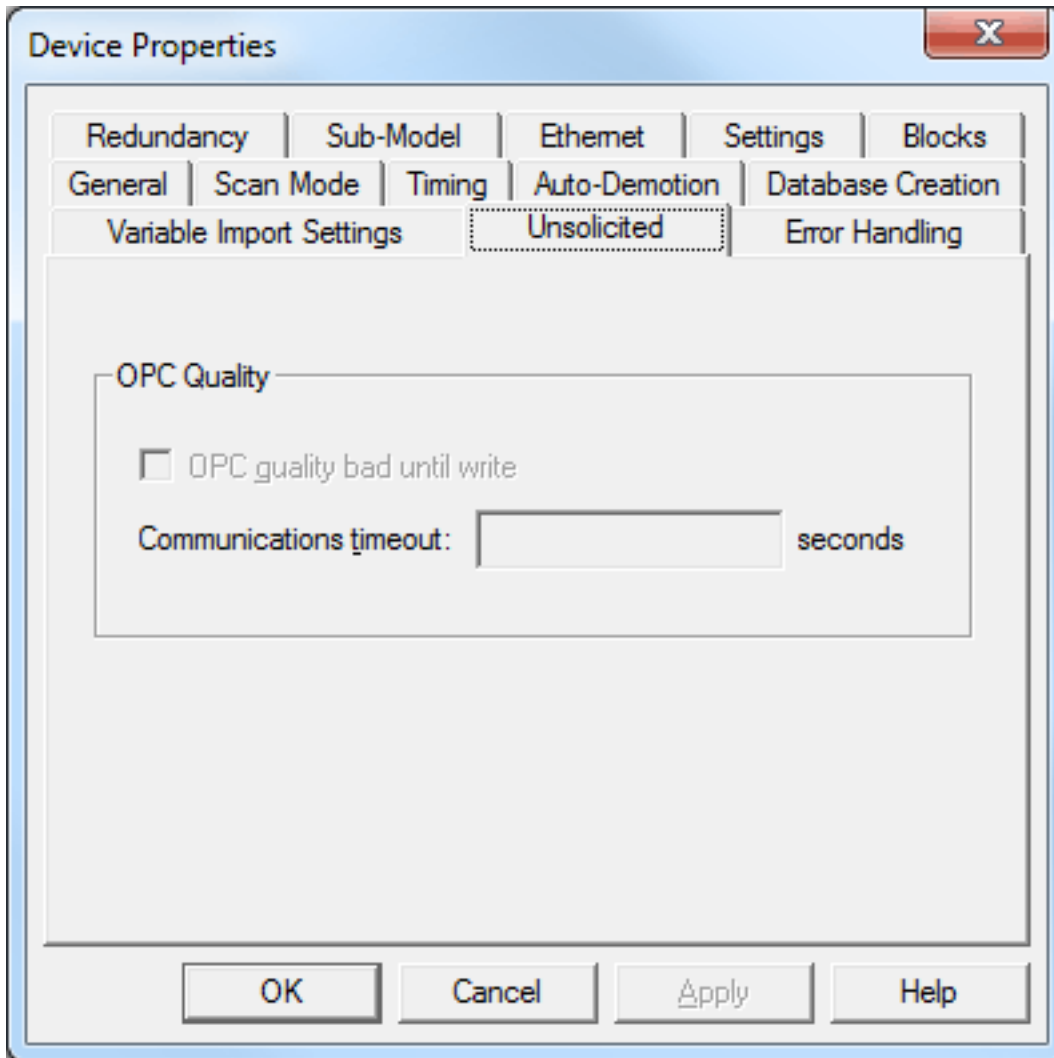 Device Properties
Redundancy Sub-Model Ethernet Settings Blocks
General Scan Mode Timing Auto-Demotion Database Creation
Variable Import Settings Unsolicited Error Handling
OPC Quality
OPC quality bad until write
Communications timeout: seconds
OK Cancel Apply Help